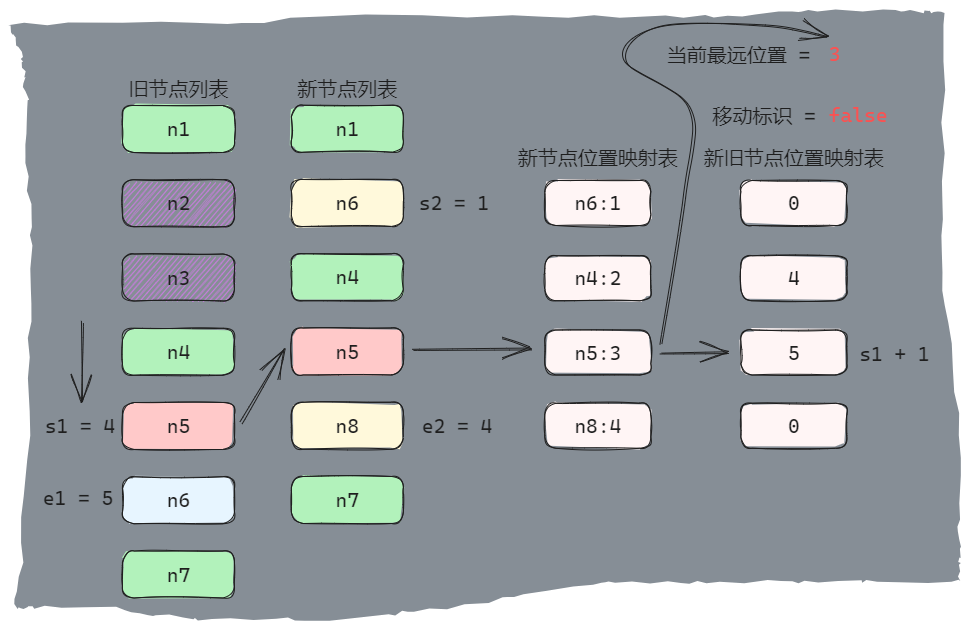 当前最远位置 = 3
移动标识 = false
旧节点列表
n1
n2
n3
n4
s1 = 4
n5
e1 = 5
n6
n7
新节点列表
n1
n6
s2 = 1
n4
n5
n8
e2 = 4
n7
新节点位置映射表
n6:1
n4:2
n5:3
n8:4
新旧节点位置映射表
0
4
5
s1 + 1
0